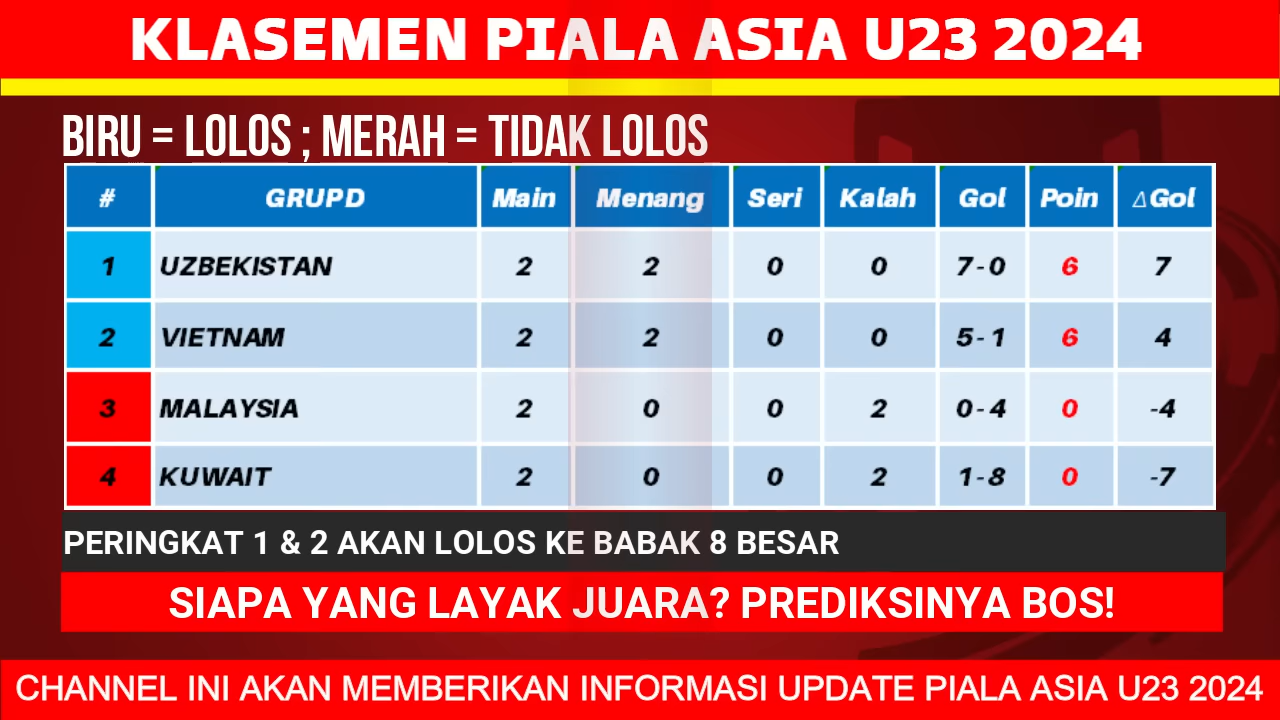 KLASEMEN PIALA ASIA U23 2024
BIRU = LOLOS ; MERAH = TIDAK LOLOS
# GRUP D Main Menang Seri Kalah Gol Poin △Gol
1 UZBEKISTAN 2 2 0 0 7-0 6 7
2 VIETNAM 2 2 0 0 5-1 6 4
3 MALAYSIA 2 0 0 2 0-4 0 -4
4 KUWAIT 2 0 0 2 1-8 0 -7
PERINGKAT 1 & 2 AKAN LOLOS KE BABAK 8 BESAR
SIAPA YANG LAYAK JUARA? PREDIKSINYA BOS!
CHANNEL INI AKAN MEMBERIKAN INFORMASI UPDATE PIALA ASIA U23 2024